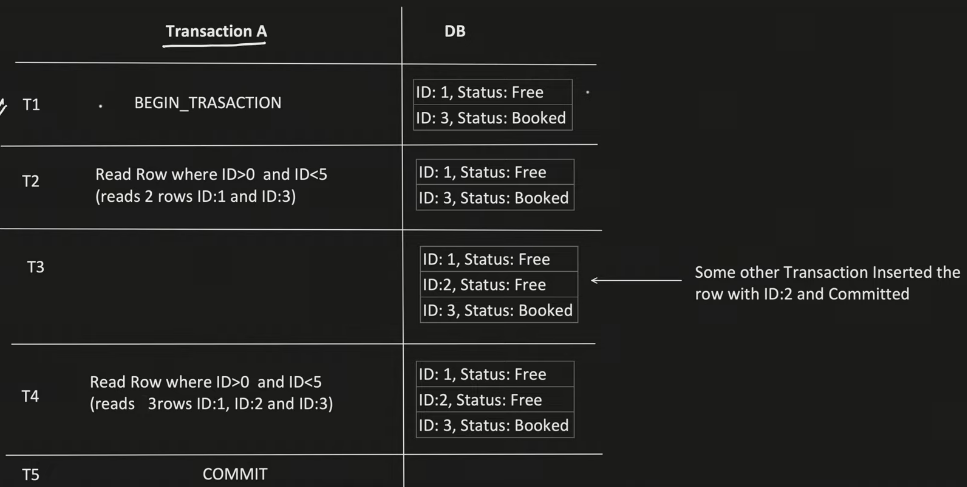 Transaction A
DB
T1
BEGIN_TRASACTION
ID: 1, Status: Free
ID: 3, Status: Booked
T2
Read Row where ID>0 and ID<5
(reads 2 rows ID:1 and ID:3)
ID: 1, Status: Free
ID: 3, Status: Booked
T3
ID: 1, Status: Free
ID:2, Status: Free
ID: 3, Status: Booked
Some other Transaction Inserted the
row with ID:2 and Committed
T4
Read Row where ID>0 and ID<5
(reads 3rows ID:1, ID:2 and ID:3)
ID: 1, Status: Free
ID:2, Status: Free
ID: 3, Status: Booked
T5
COMMIT